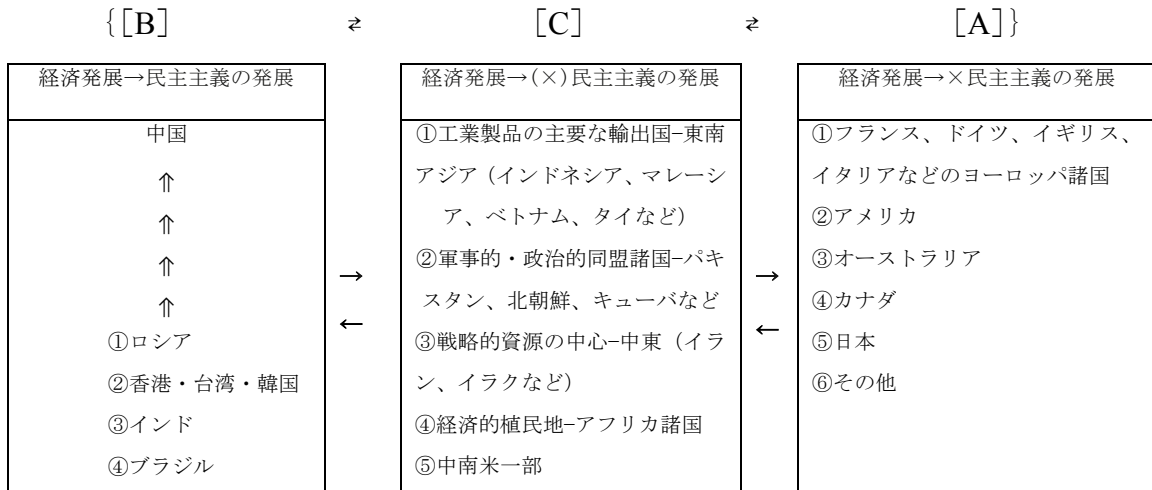 {［B］ ⇄ ［C］ ⇄ ［A］}
経済発展→民主主義の発展
中国
⇑
⇑
⇑
⇑
①ロシア
②香港・台湾・韓国
③インド
④ブラジル
→
←
経済発展→(×)民主主義の発展
①工業製品の主要な輸出国−東南
アジア（インドネシア、マレーシ
ア、ベトナム、タイなど）
②軍事的・政治的同盟諸国−パキ
スタン、北朝鮮、キューバなど
③戦略的資源の中心−中東（イラ
ン、イラクなど）
④経済的植民地−アフリカ諸国
⑤中南米一部
→
←
経済発展→×民主主義の発展
①フランス、ドイツ、イギリス、
イタリアなどのヨーロッパ諸国
②アメリカ
③オーストラリア
④カナダ
⑤日本
⑥その他